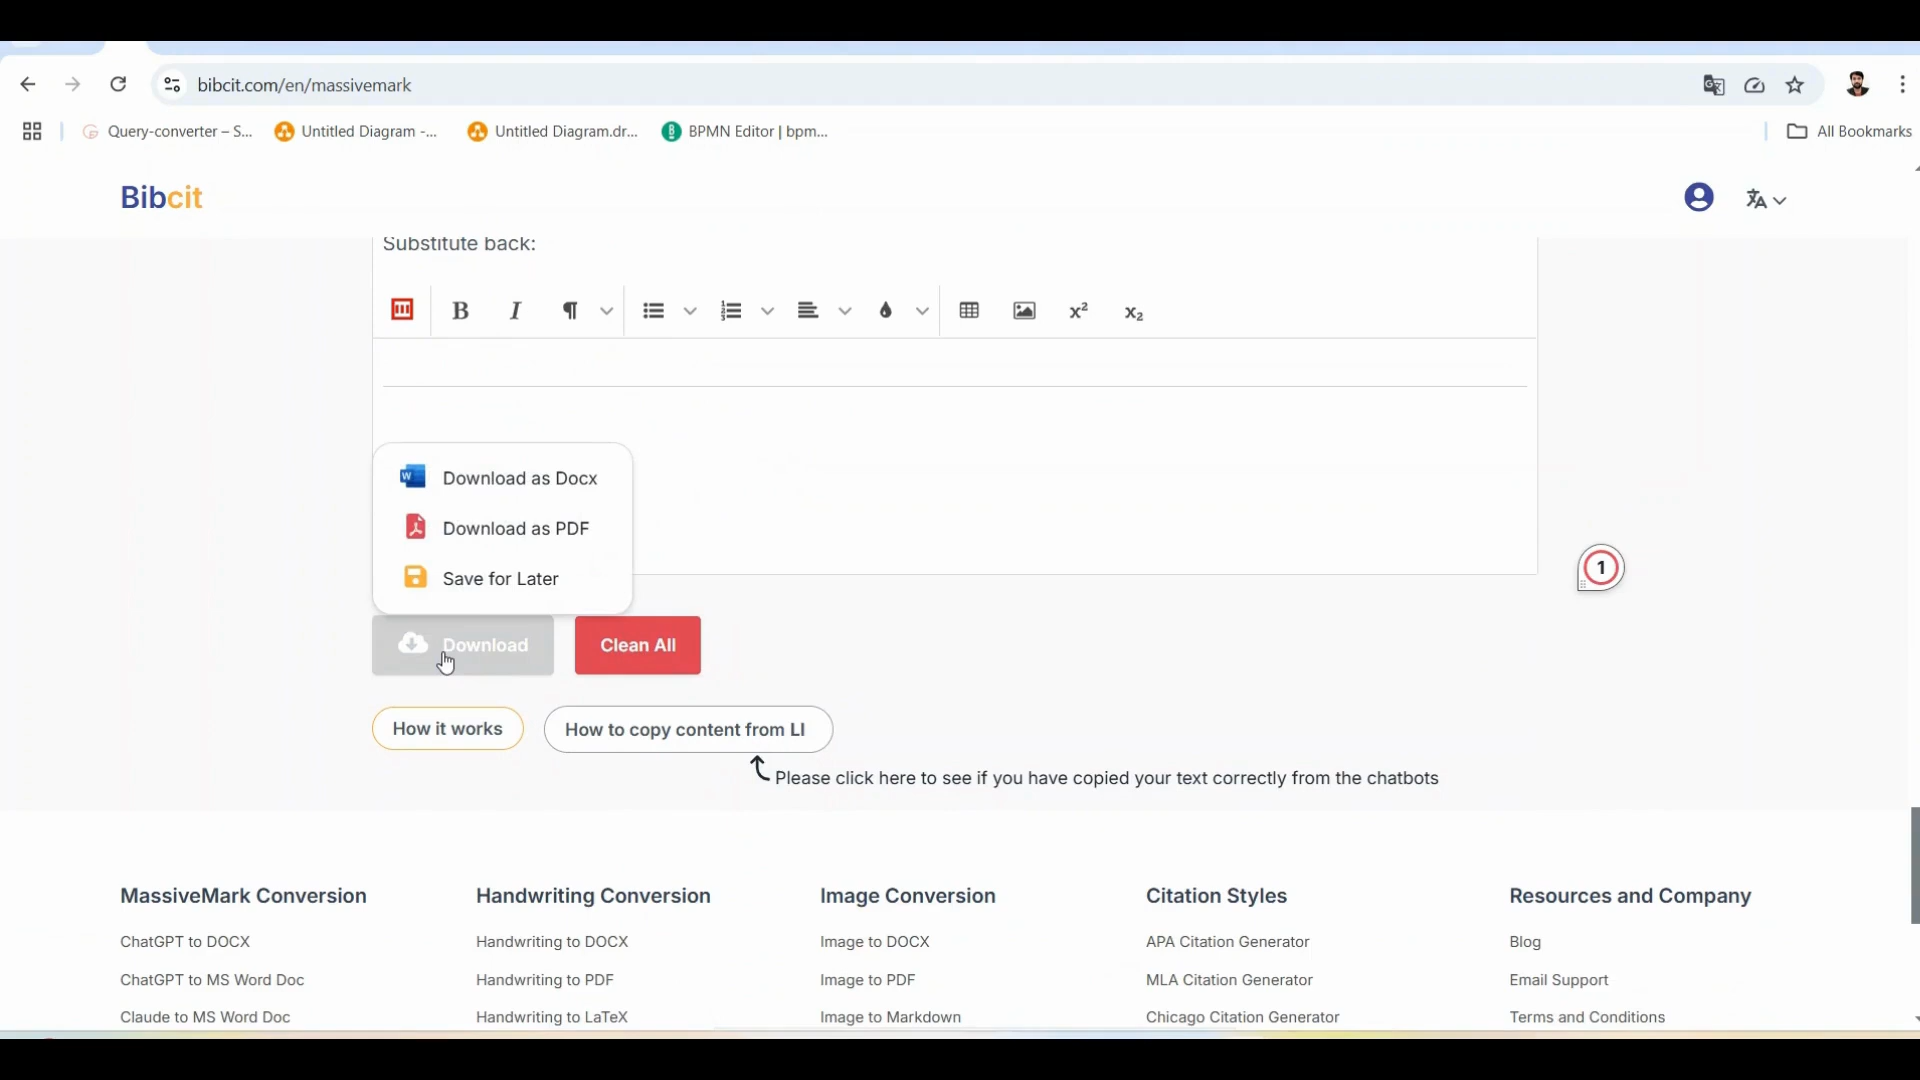 bibcit.com/en/massivemark
Query-converter – S...
Untitled Diagram -...
Untitled Diagram.dr...
BPMN Editor | bpm...
All Bookmarks
Bibcit
Substitute back:
B I ¶ x² x₂
Download as Docx
Download as PDF
Save for Later
1
Download
Clean All
How it works
How to copy content from LI
Please click here to see if you have copied your text correctly from the chatbots
MassiveMark Conversion
ChatGPT to DOCX
ChatGPT to MS Word Doc
Claude to MS Word Doc
Handwriting Conversion
Handwriting to DOCX
Handwriting to PDF
Handwriting to LaTeX
Image Conversion
Image to DOCX
Image to PDF
Image to Markdown
Citation Styles
APA Citation Generator
MLA Citation Generator
Chicago Citation Generator
Resources and Company
Blog
Email Support
Terms and Conditions